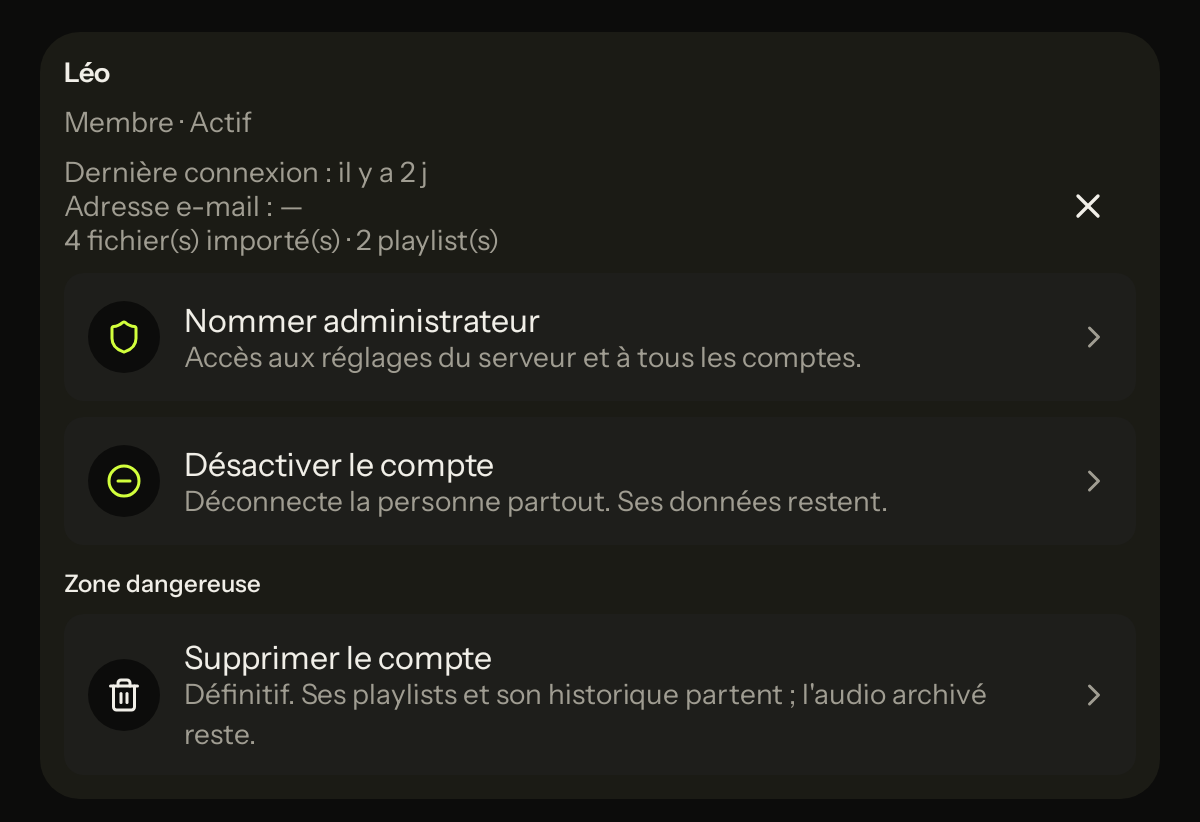 Léo
Membre · Actif
Dernière connexion : il y a 2 j
Adresse e-mail : —
4 fichier(s) importé(s) · 2 playlist(s)
Nommer administrateur
Accès aux réglages du serveur et à tous les comptes.
Désactiver le compte
Déconnecte la personne partout. Ses données restent.
Zone dangereuse
Supprimer le compte
Définitif. Ses playlists et son historique partent ; l'audio archivé
reste.